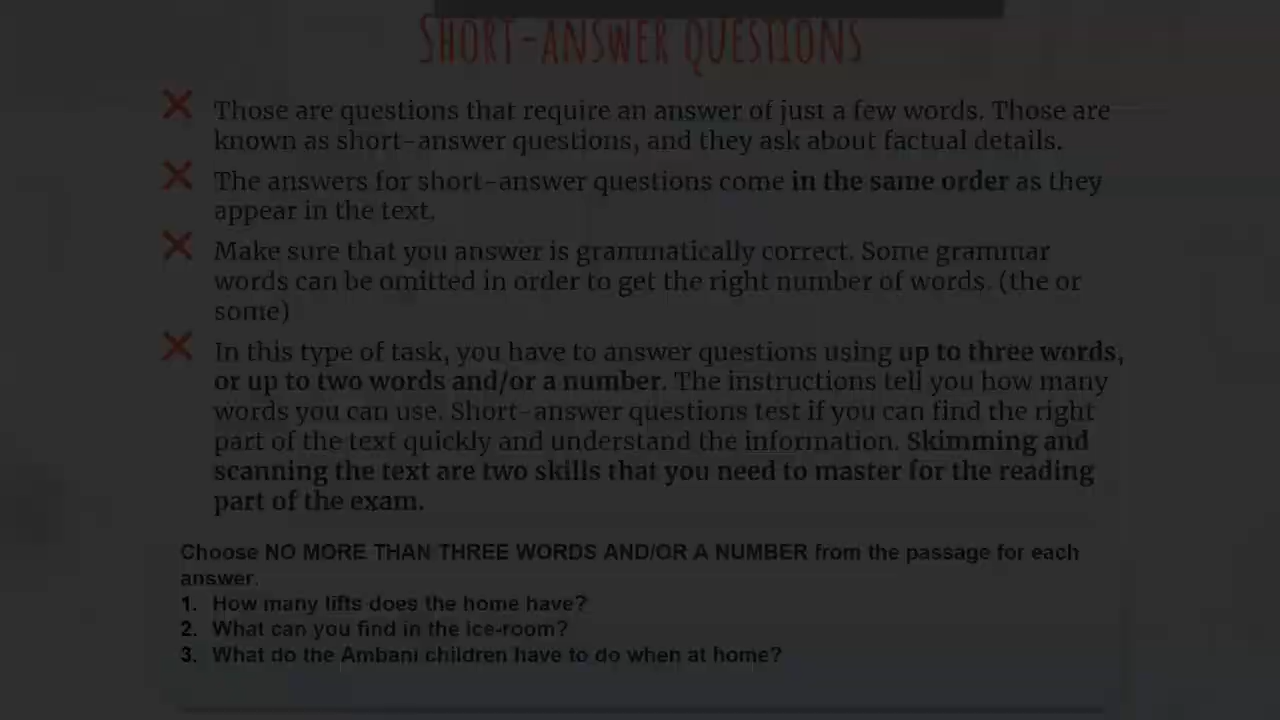 SHORT-ANSWER QUESTIONS
Those are questions that require an answer of just a few words. Those are
known as short-answer questions, and they ask about factual details.
The answers for short-answer questions come in the same order as they
appear in the text.
Make sure that you answer is grammatically correct. Some grammar
words can be omitted in order to get the right number of words. (the or
some)
In this type of task, you have to answer questions using up to three words,
or up to two words and/or a number. The instructions tell you how many
words you can use. Short-answer questions test if you can find the right
part of the text quickly and understand the information. Skimming and
scanning the text are two skills that you need to master for the reading
part of the exam.
Choose NO MORE THAN THREE WORDS AND/OR A NUMBER from the passage for each
answer.
1. How many lifts does the home have?
2. What can you find in the ice-room?
3. What do the Ambani children have to do when at home?